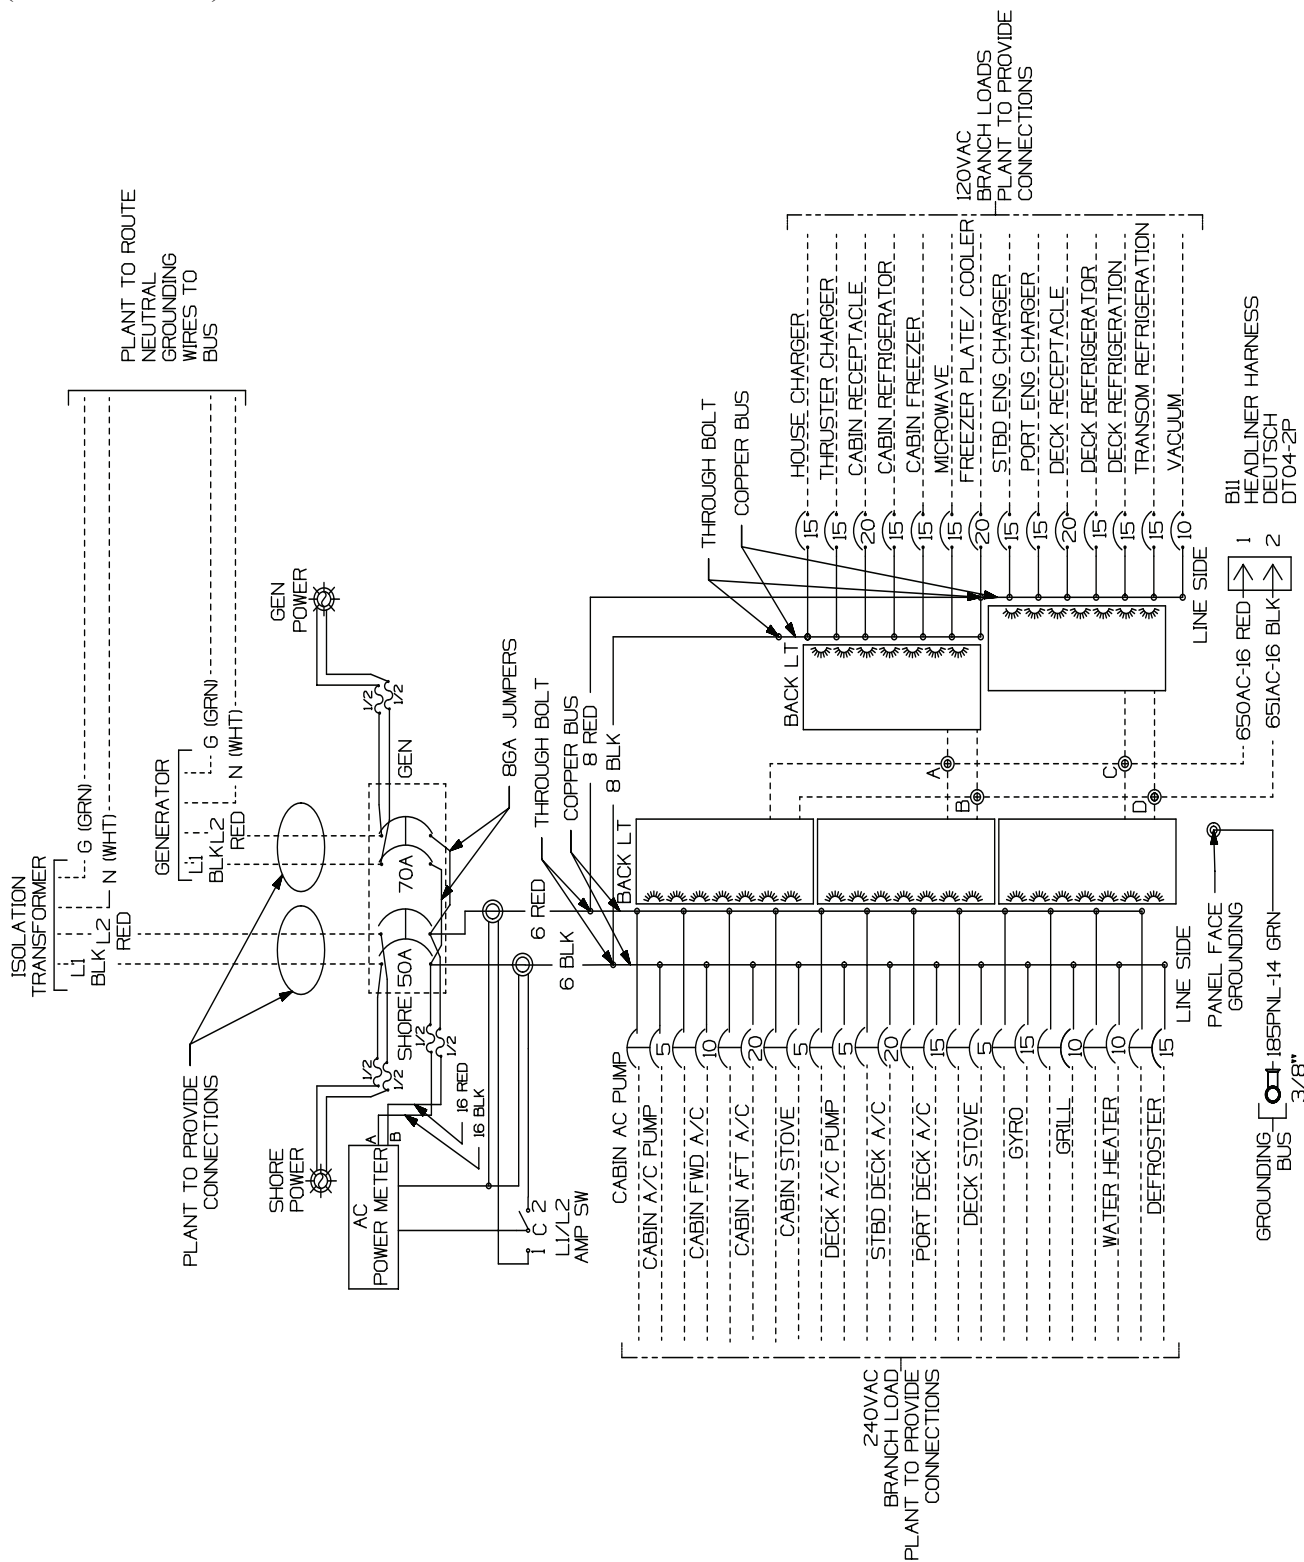 ISOLATION
TRANSFORMER
L1
BLK
L2
RED
N (WHT)
G (GRN)
GENERATOR
L1
BLK
L2
RED
N (WHT)
G (GRN)
PLANT TO ROUTE
NEUTRAL
GROUNDING
WIRES TO
BUS
PLANT TO PROVIDE
CONNECTIONS
SHORE
POWER
1/2
1/2
SHORE
50A
70A
GEN
1/2
1/2
GEN
POWER
1/2
1/2
8GA JUMPERS
AC
POWER METER
A
B
16 RED
16 BLK
1 C 2
L1/L2
AMP SW
6 RED
6 BLK
THROUGH BOLT
COPPER BUS
8 RED
8 BLK
THROUGH BOLT
COPPER BUS
BACK LT
BACK LT
240VAC
BRANCH LOAD
PLANT TO PROVIDE
CONNECTIONS
CABIN AC PUMP
CABIN A/C PUMP
5
CABIN FWD A/C
10
CABIN AFT A/C
20
CABIN STOVE
5
DECK A/C PUMP
5
STBD DECK A/C
20
PORT DECK A/C
15
DECK STOVE
5
GYRO
15
GRILL
10
WATER HEATER
10
DEFROSTER
15
LINE SIDE
A
B
C
D
15
HOUSE CHARGER
15
THRUSTER CHARGER
20
CABIN RECEPTACLE
15
CABIN REFRIGERATOR
15
CABIN FREEZER
15
MICROWAVE
20
FREEZER PLATE/ COOLER
15
STBD ENG CHARGER
15
PORT ENG CHARGER
20
DECK RECEPTACLE
15
DECK REFRIGERATOR
15
DECK REFRIGERATION
15
TRANSOM REFRIGERATION
10
VACUUM
LINE SIDE
120VAC
BRANCH LOADS
PLANT TO PROVIDE
CONNECTIONS
650AC-16 RED
651AC-16 BLK
1
2
B11
HEADLINER HARNESS
DEUTSCH
DT04-2P
PANEL FACE
GROUNDING
GROUNDING
BUS
185PNL-14 GRN
3/8"